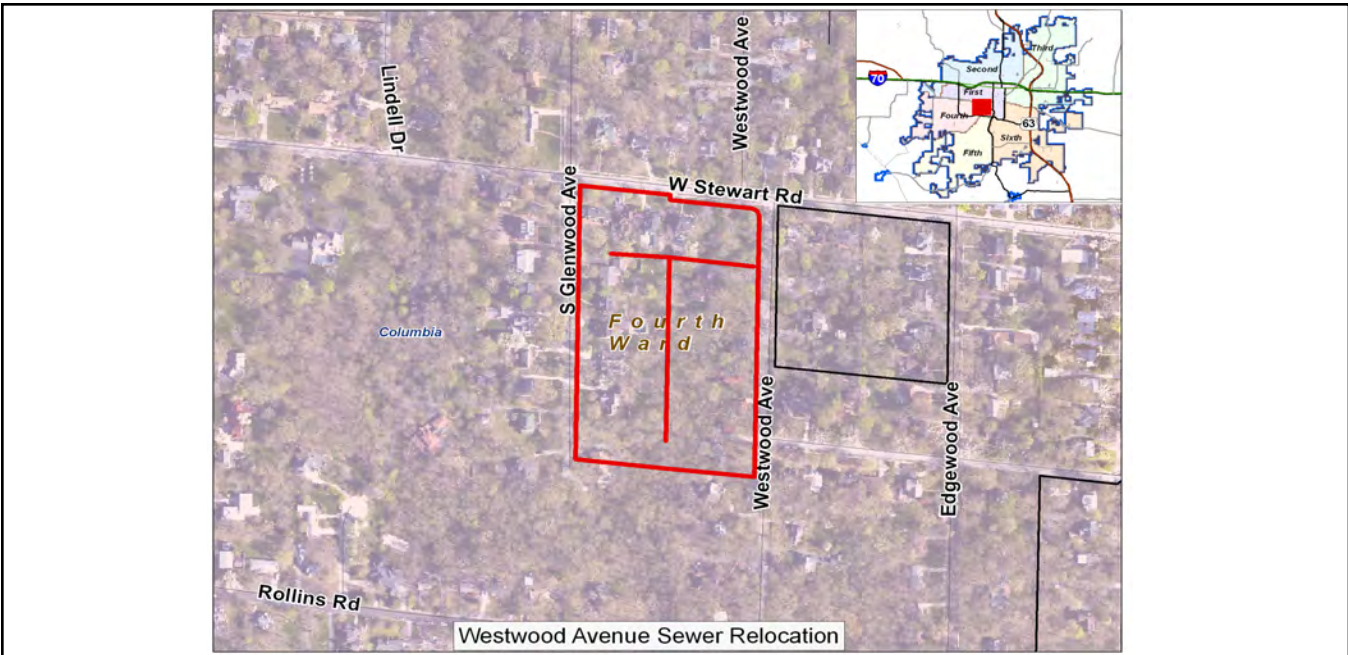 Lindell Dr
Westwood Ave
S Glenwood Ave
W Stewart Rd
Columbia
Fourth
Ward
Westwood Ave
Edgewood Ave
Rollins Rd
Westwood Avenue Sewer Relocation
70
Second
Third
First
Fourth
63
Sixth
Fifth